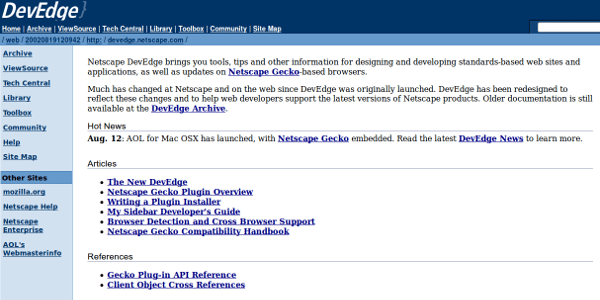 DevEdge
Home | Archive | ViewSource | Tech Central | Library | Toolbox | Community | Site Map
/ web / 20020819120942 / http: / devedge.netscape.com /
Archive
ViewSource
Tech Central
Library
Toolbox
Community
Help
Site Map
Other Sites
mozilla.org
Netscape Help
Netscape
Enterprise
AOL's
Webmasterinfo
Netscape DevEdge brings you tools, tips and other information for designing and developing standards-based web sites and
applications, as well as updates on Netscape Gecko-based browsers.
Much has changed at Netscape and on the web since DevEdge was originally launched. DevEdge has been redesigned to
reflect these changes and to help web developers support the latest versions of Netscape products. Older documentation is still
available at the DevEdge Archive.
Hot News
Aug. 12: AOL for Mac OSX has launched, with Netscape Gecko embedded. Read the latest DevEdge News to learn more.
Articles
• The New DevEdge
• Netscape Gecko Plugin Overview
• Writing a Plugin Installer
• My Sidebar Developer's Guide
• Browser Detection and Cross Browser Support
• Netscape Gecko Compatibility Handbook
References
• Gecko Plug-in API Reference
• Client Object Cross References